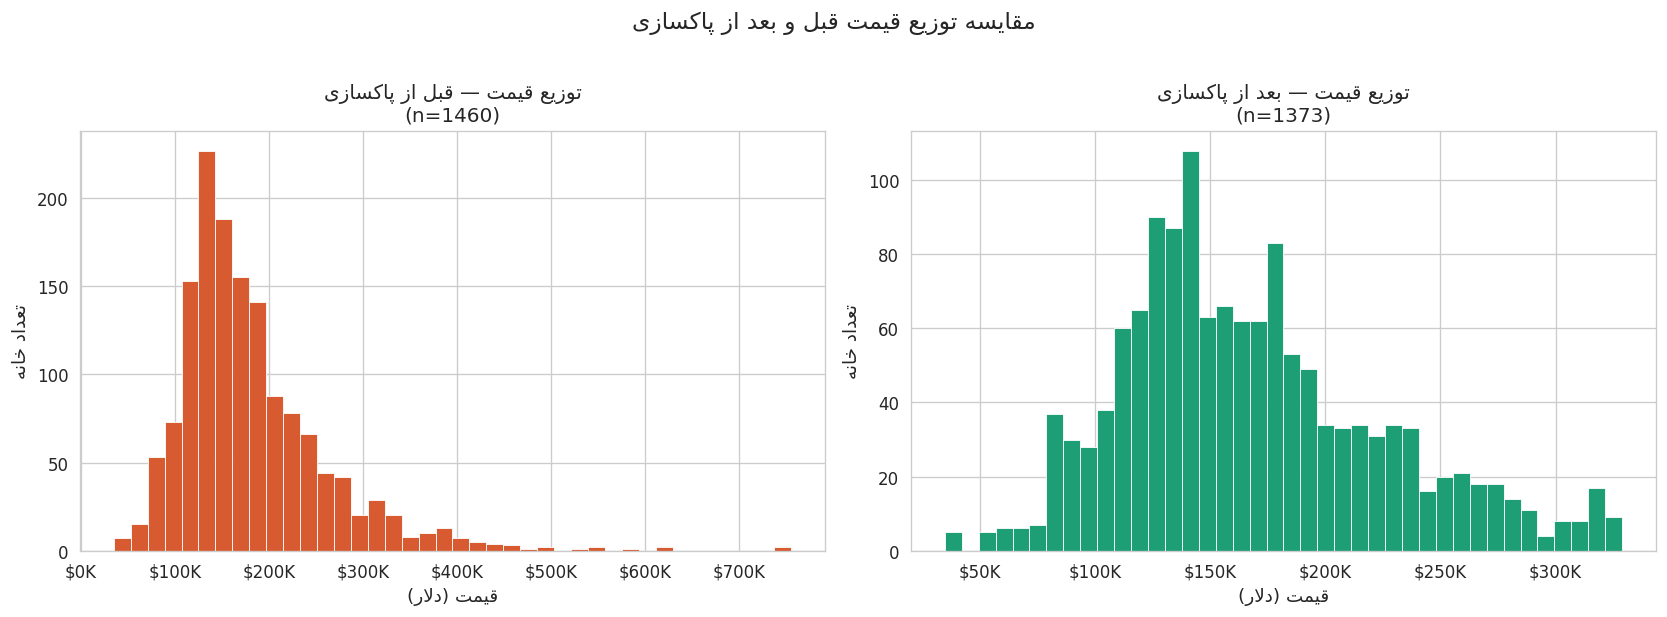 مقایسه توزیع قیمت قبل و بعد از پاکسازی
توزیع قیمت — قبل از پاکسازی
(n=1460)
تعداد خانه
200
150
100
50
0
$0K $100K $200K $300K $400K $500K $600K $700K
قیمت (دلار)
توزیع قیمت — بعد از پاکسازی
(n=1373)
تعداد خانه
100
80
60
40
20
0
$50K $100K $150K $200K $250K $300K
قیمت (دلار)